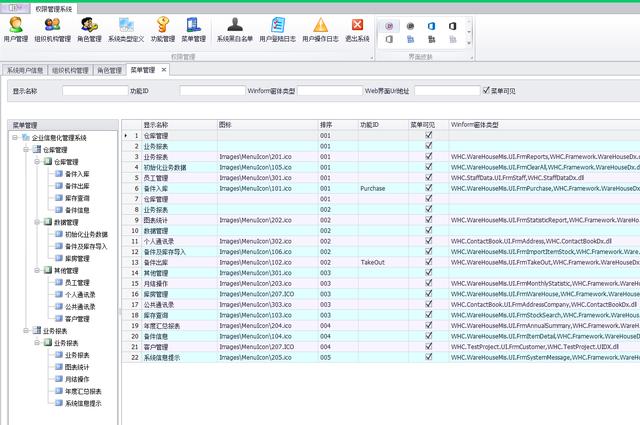 权限管理系统
用户管理 组织机构管理 角色管理 系统类型定义 功能管理 菜单管理 系统黑白名单 用户登陆日志 用户操作日志 退出系统
权限管理 界面皮肤
系统用户信息 组织机构管理 角色管理 菜单管理
显示名称 功能ID Winform窗体类型 Web界面Url地址 菜单可见
菜单管理
企业信息化管理系统
仓库管理
仓库管理
备件入库
备件出库
库存查询
备件信息
数据管理
初始化业务数据
备件及库存导入
库房管理
其他管理
员工管理
个人通讯录
公共通讯录
客户管理
业务报表
业务报表
业务报表
图表统计
月结操作
年度汇总报表
系统信息提示
显示名称 图标 排序 功能ID 菜单可见 Winform窗体类型
1 仓库管理 001
2 业务报表 001
3 业务报表 Images\MenuIcon\201.ico 001 WHC.WareHouseMis.UI.FrmReports,WHC.Framework.WareHouseDx.
4 初始化业务数据 Images\MenuIcon\105.ico 001 WHC.WareHouseMis.UI.FrmClearAll,WHC.Framework.WareHouseDx
5 员工管理 Images\MenuIcon\301.ico 001 WHC.StaffData.UI.FrmStaff,WHC.StaffDataDx.dll
6 备件入库 Images\MenuIcon\101.ico 001 Purchase WHC.WareHouseMis.UI.FrmPurchase,WHC.Framework.WareHouseDx
7 仓库管理 001
8 业务报表 002
9 图表统计 Images\MenuIcon\202.ico 002 WHC.WareHouseMis.UI.FrmStatisticReport,WHC.Framework.WareHo
10 数据管理 002
11 个人通讯录 Images\MenuIcon\302.ico 002 WHC.ContactBook.UI.FrmAddress,WHC.ContactBookDx.dll
12 备件及库存导入 Images\MenuIcon\106.ico 002 WHC.WareHouseMis.UI.FrmImportItemStock,WHC.Framework.Ware
13 备件出库 Images\MenuIcon\102.ico 002 TakeOut WHC.WareHouseMis.UI.FrmTakeOut,WHC.Framework.WareHouseDx
14 其他管理 Images\MenuIcon\301.ico 003
15 月结操作 Images\MenuIcon\203.ico 003 WHC.WareHouseMis.UI.FrmMonthlyStatistic,WHC.Framework.WareH
16 库房管理 Images\MenuIcon\207.ICO 003 WHC.WareHouseMis.UI.FrmWareHouse,WHC.Framework.WareHouse
17 公共通讯录 Images\MenuIcon\303.ico 003 WHC.ContactBook.UI.FrmAddressCompany,WHC.ContactBookDx.dll
18 库存查询 Images\MenuIcon\103.ico 003 WHC.WareHouseMis.UI.FrmStockSearch,WHC.Framework.WareHous
19 年度汇总报表 Images\MenuIcon\204.ico 004 WHC.WareHouseMis.UI.FrmAnnualSummary,WHC.Framework.WareH
20 备件信息 Images\MenuIcon\104.ico 004 WHC.WareHouseMis.UI.FrmItemDetail,WHC.Framework.WareHouseD
21 客户管理 Images\MenuIcon\207.ICO 004 WHC.TestProject.UI.FrmCustomer,WHC.TestProject.UIDX.dll
22 系统信息提示 Images\MenuIcon\205.ico 005 WHC.WareHouseMis.UI.FrmSystemMessage,WHC.Framework.WareHo